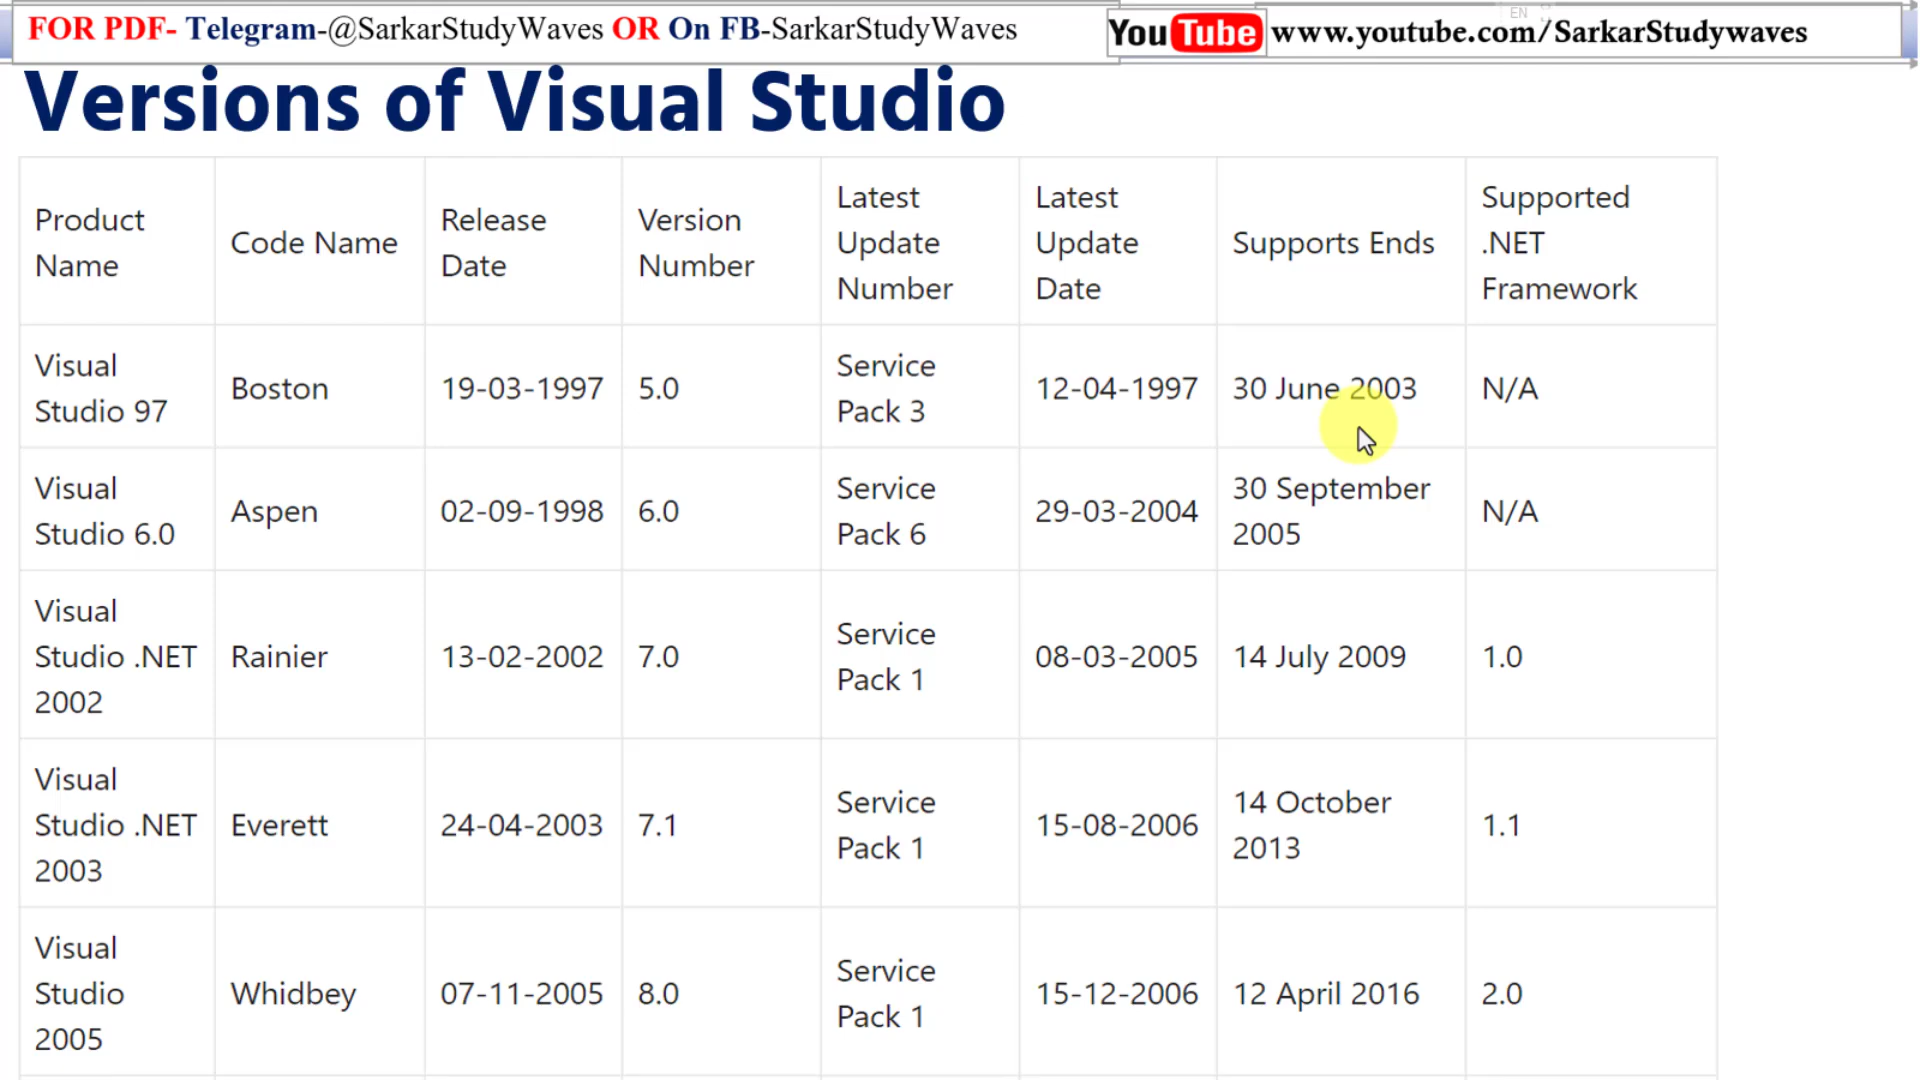 FOR PDF- Telegram-@SarkarStudyWaves OR On FB-SarkarStudyWaves
YouTube www.youtube.com/SarkarStudywaves
EN
Versions of Visual Studio
Product
Name
Code Name
Release
Date
Version
Number
Latest
Update
Number
Latest
Update
Date
Supports Ends
Supported
.NET
Framework
Visual
Studio 97
Boston
19-03-1997
5.0
Service
Pack 3
12-04-1997
30 June 2003
N/A
Visual
Studio 6.0
Aspen
02-09-1998
6.0
Service
Pack 6
29-03-2004
30 September
2005
N/A
Visual
Studio .NET
2002
Rainier
13-02-2002
7.0
Service
Pack 1
08-03-2005
14 July 2009
1.0
Visual
Studio .NET
2003
Everett
24-04-2003
7.1
Service
Pack 1
15-08-2006
14 October
2013
1.1
Visual
Studio
2005
Whidbey
07-11-2005
8.0
Service
Pack 1
15-12-2006
12 April 2016
2.0